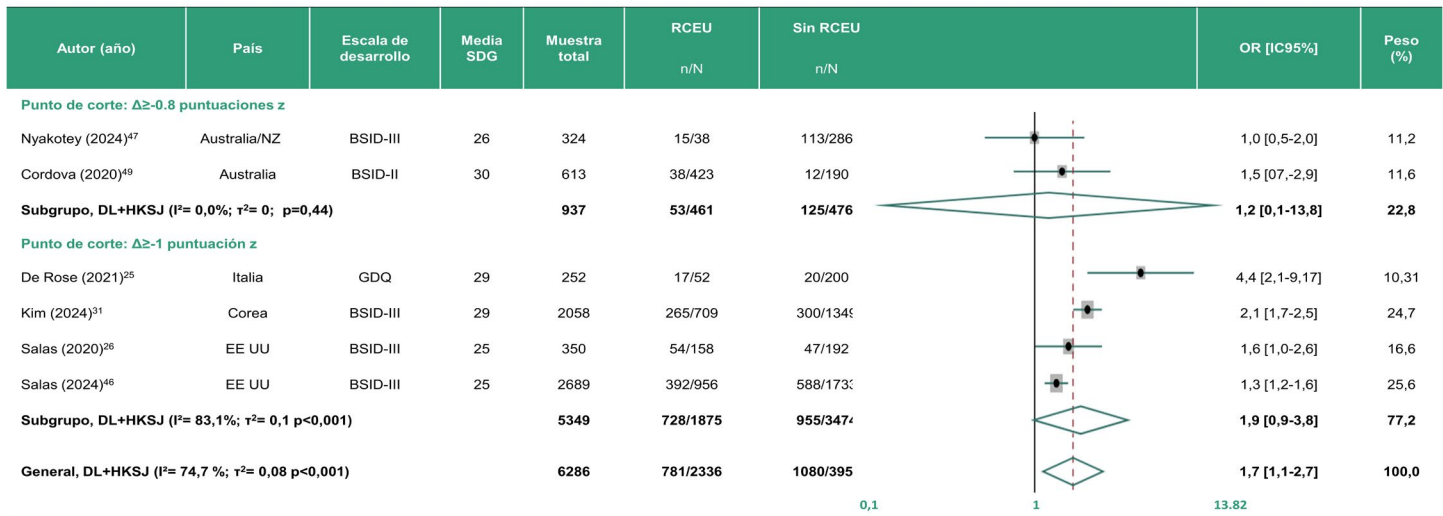 Autor (año) País Escala de desarrollo Media SDG Muestra total RCEU n/N Sin RCEU n/N OR [IC95%] Peso (%)
Punto de corte: Δ≥-0.8 puntuaciones z
Nyakotey (2024)47 Australia/NZ BSID-III 26 324 15/38 113/286 1,0 [0,5-2,0] 11,2
Cordova (2020)49 Australia BSID-II 30 613 38/423 12/190 1,5 [07,-2,9] 11,6
Subgrupo, DL+HKSJ (I²= 0,0%; τ²= 0; p=0,44) 937 53/461 125/476 1,2 [0,1-13,8] 22,8
Punto de corte: Δ≥-1 puntuación z
De Rose (2021)25 Italia GDQ 29 252 17/52 20/200 4,4 [2,1-9,17] 10,31
Kim (2024)31 Corea BSID-III 29 2058 265/709 300/1349 2,1 [1,7-2,5] 24,7
Salas (2020)26 EE UU BSID-III 25 350 54/158 47/192 1,6 [1,0-2,6] 16,6
Salas (2024)46 EE UU BSID-III 25 2689 392/956 588/1733 1,3 [1,2-1,6] 25,6
Subgrupo, DL+HKSJ (I²= 83,1%; τ²= 0,1 p<0,001) 5349 728/1875 955/3474 1,9 [0,9-3,8] 77,2
General, DL+HKSJ (I²= 74,7 %; τ²= 0,08 p<0,001) 6286 781/2336 1080/395 1,7 [1,1-2,7] 100,0
0,1 1 13.82